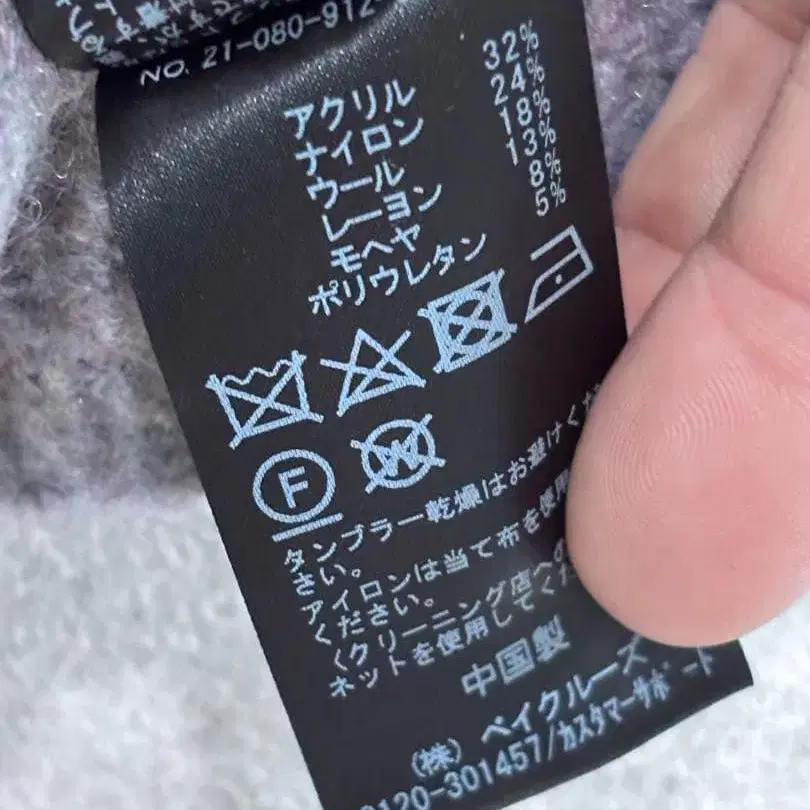 NO. 21-080-912
アクリル 32%
ナイロン 24%
ウール 18%
レーヨン 13%
モヘヤ 8%
ポリウレタン 5%
F
W
タンブラー乾燥はお避けくだ
さい。
アイロンは当て布を使用
ください。
〈クリーニング店への
ネットを使用してくだ
中国製
(株) ベイクルーズ
0120-301457/カスタマーサポート